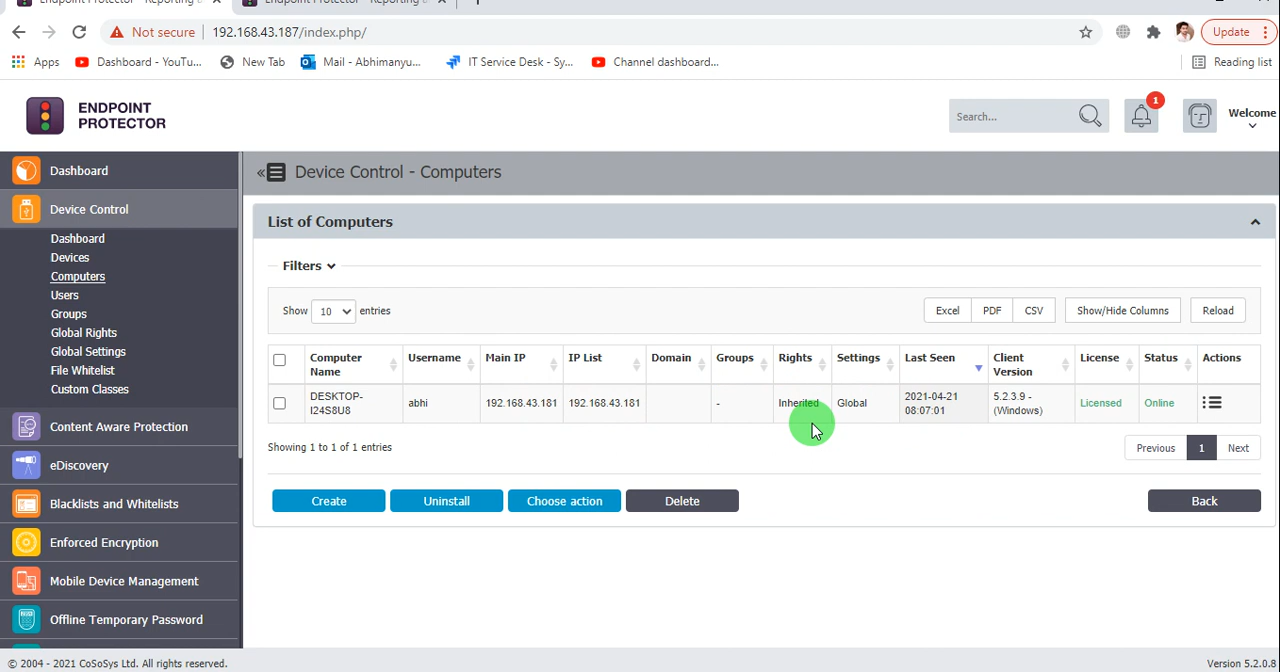 Endpoint Protector - Reporting
Endpoint Protector - Reporting
Not secure 192.168.43.187/index.php/ Update
Apps Dashboard - YouTu... New Tab Mail - Abhimanyu... IT Service Desk - Sy... Channel dashboard... Reading list
ENDPOINT
PROTECTOR
Search...
1
Welcome
Dashboard
Device Control
Dashboard
Devices
Computers
Users
Groups
Global Rights
Global Settings
File Whitelist
Custom Classes
Content Aware Protection
eDiscovery
Blacklists and Whitelists
Enforced Encryption
Mobile Device Management
Offline Temporary Password
« Device Control - Computers
List of Computers
Filters
Show 10 entries
Excel PDF CSV Show/Hide Columns Reload
Computer Name Username Main IP IP List Domain Groups Rights Settings Last Seen Client Version License Status Actions
DESKTOP-I24S8U8 abhi 192.168.43.181 192.168.43.181 - Inherited Global 2021-04-21 08:07:01 5.2.3.9 - (Windows) Licensed Online
Showing 1 to 1 of 1 entries
Previous 1 Next
Create Uninstall Choose action Delete Back
© 2004 - 2021 CoSoSys Ltd. All rights reserved.
Version 5.2.0.8